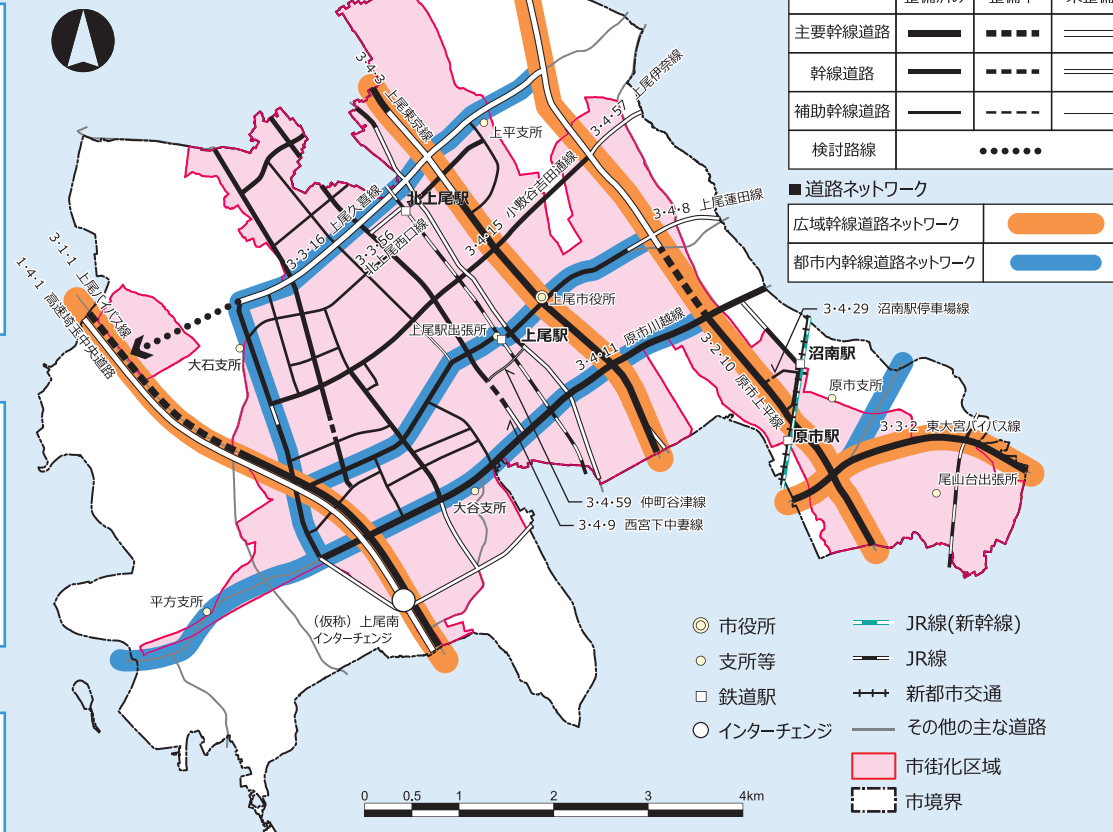 主要幹線道路
幹線道路
補助幹線道路
検討路線
■道路ネットワーク
広域幹線道路ネットワーク
都市内幹線道路ネットワーク
3・4・3 上尾東京線
上平支所
3・4・57 上尾伊奈線
北上尾駅
3・3・16 上尾久喜線
3・3・56
北上尾西口線
3・4・15 小敷谷吉田通線
3・4・8 上尾蓮田線
3・1・1 上尾バイパス線
1・4・1 高速埼玉中央道路
大石支所
上尾市役所
上尾駅出張所
上尾駅
3・4・11 原市川越線
3・4・29 沼南駅停車場線
沼南駅
原市支所
3・2・10 原市上平線
原市駅
3・3・2 東大宮バイパス線
尾山台出張所
大谷支所
3・4・59 仲町谷津線
3・4・9 西宮下中妻線
平方支所
(仮称) 上尾南
インターチェンジ
市役所
支所等
鉄道駅
インターチェンジ
JR線(新幹線)
JR線
新都市交通
その他の主な道路
市街化区域
市境界
0 0.5 1 2 3 4km